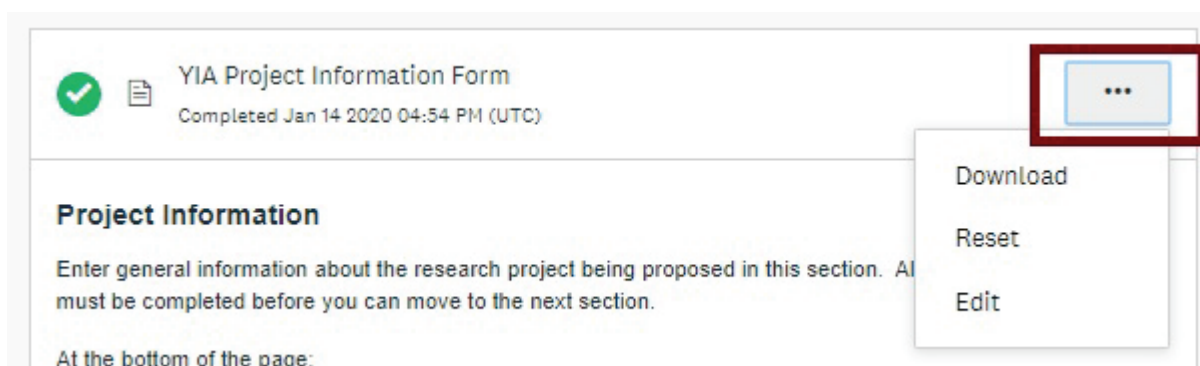 YIA Project Information Form
Completed Jan 14 2020 04:54 PM (UTC)
...
Download
Reset
Edit
Project Information
Enter general information about the research project being proposed in this section.
must be completed before you can move to the next section.
At the bottom of the page: